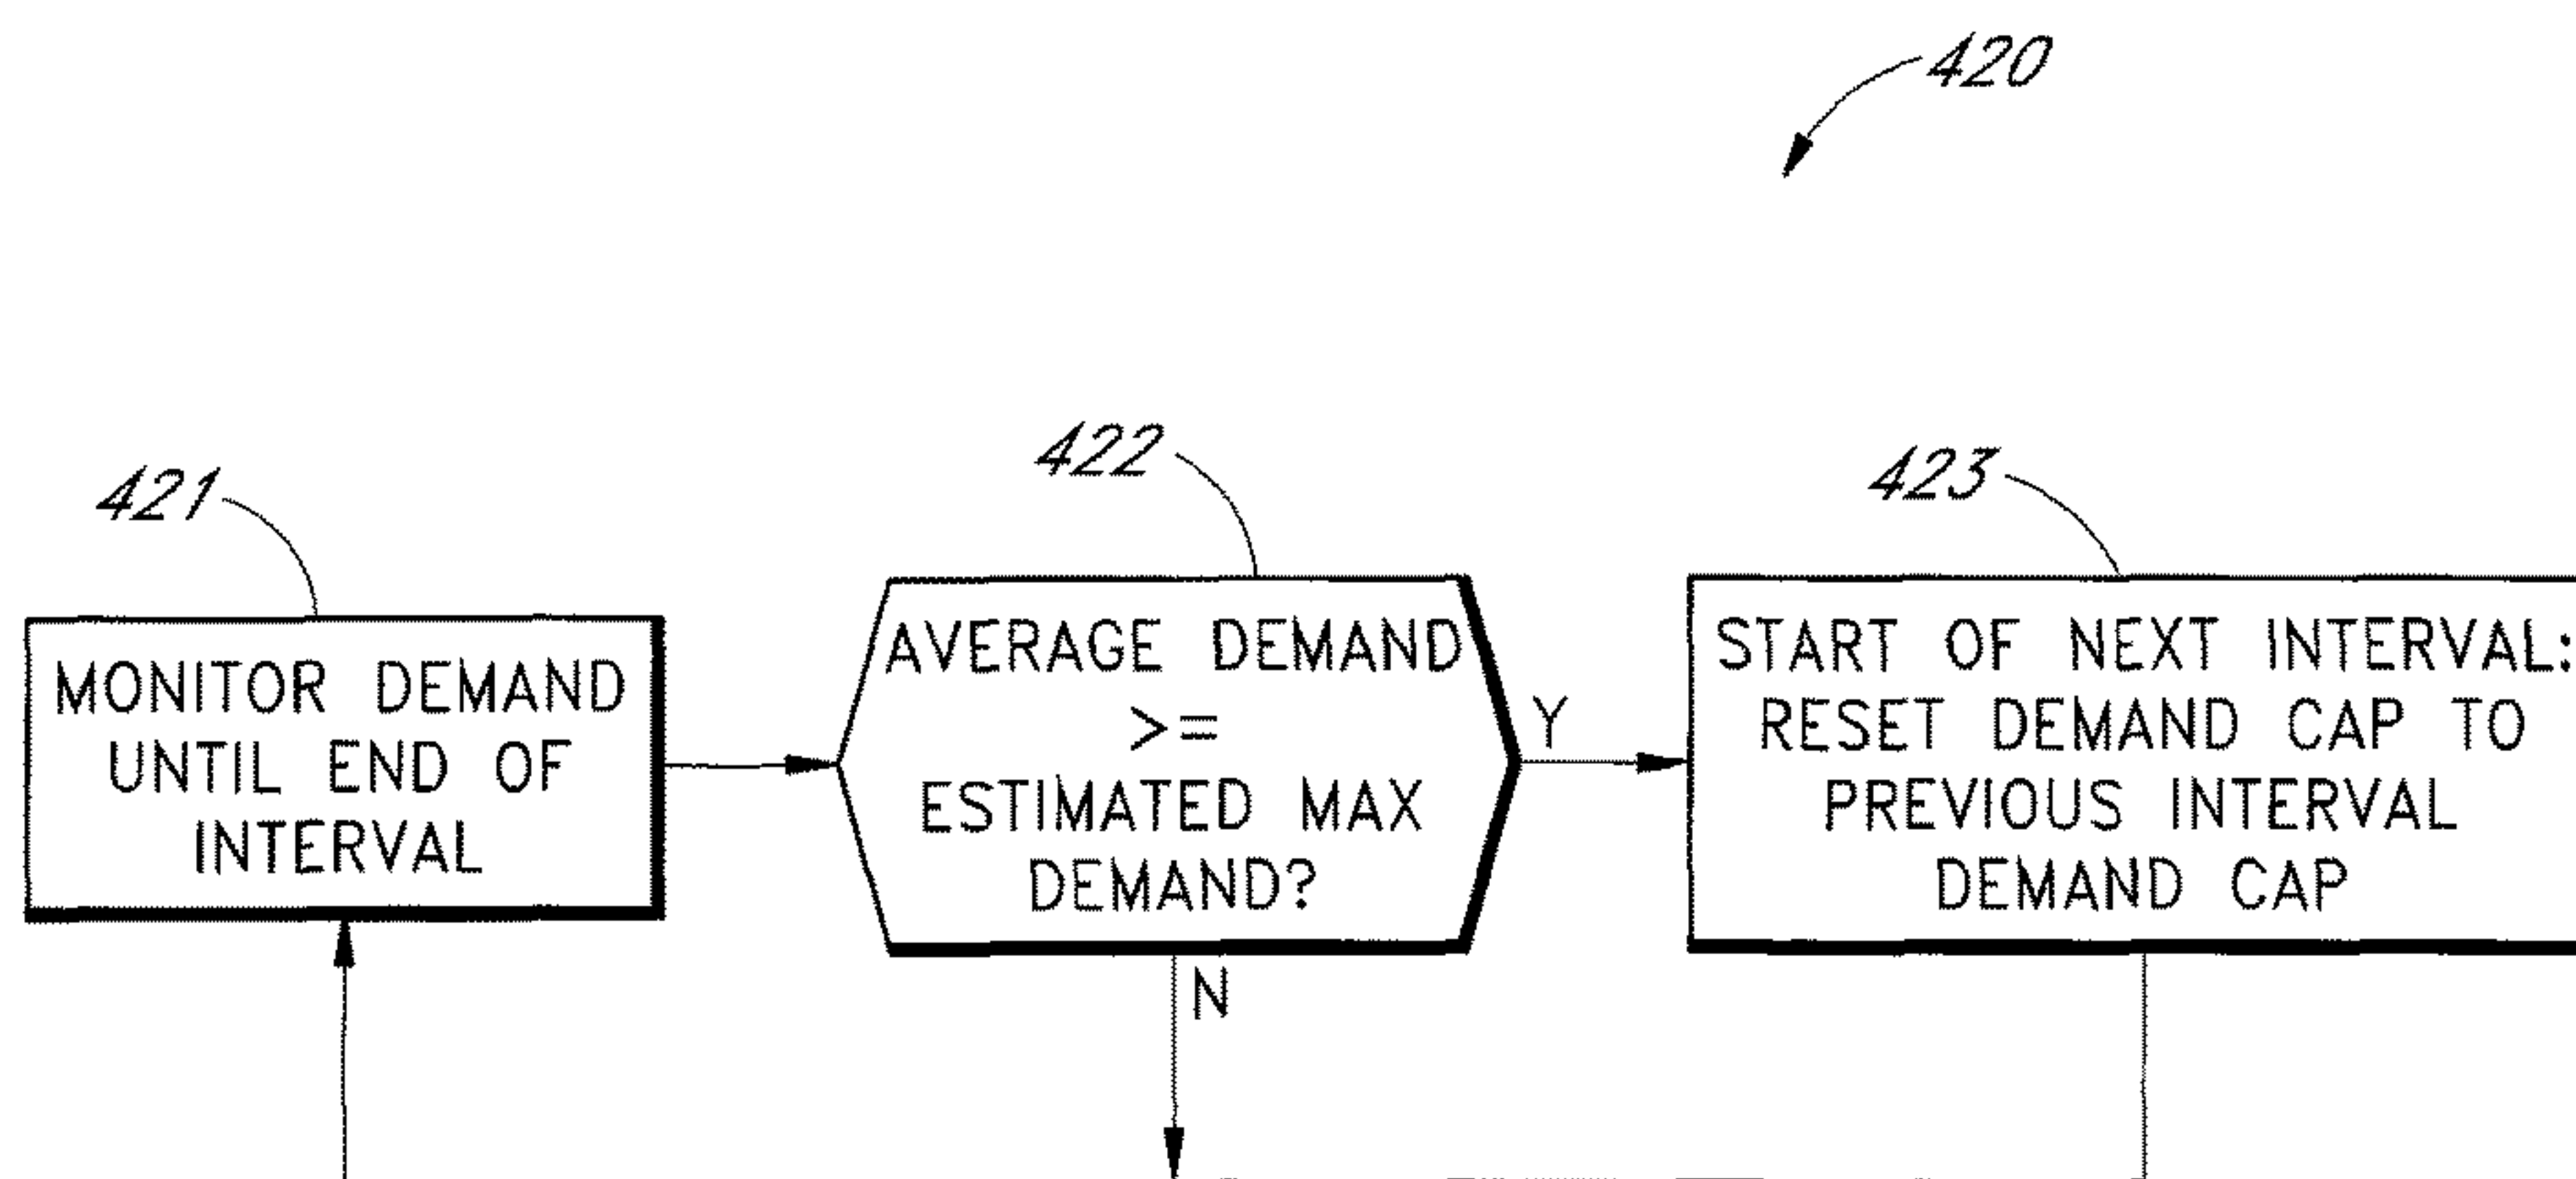 420
421
MONITOR DEMAND
UNTIL END OF
INTERVAL
422
AVERAGE DEMAND
>=
ESTIMATED MAX
DEMAND?
Y
N
423
START OF NEXT INTERVAL:
RESET DEMAND CAP TO
PREVIOUS INTERVAL
DEMAND CAP